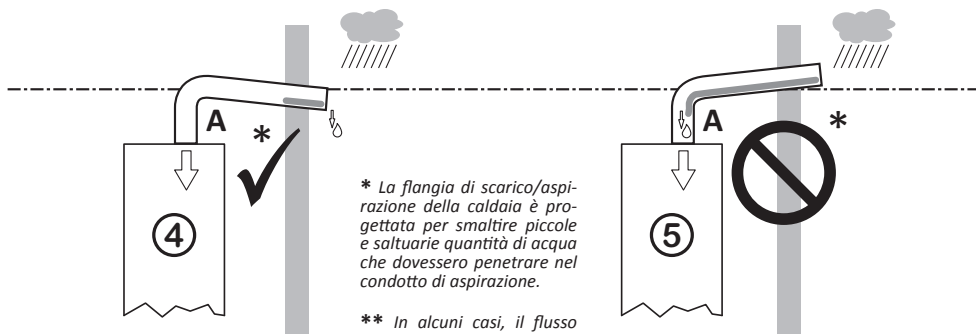 A
*
4
* La flangia di scarico/aspi-
razione della caldaia è pro-
gettata per smaltire piccole
e saltuarie quantità di acqua
che dovessero penetrare nel
condotto di aspirazione.
** In alcuni casi, il flusso
A
*
5